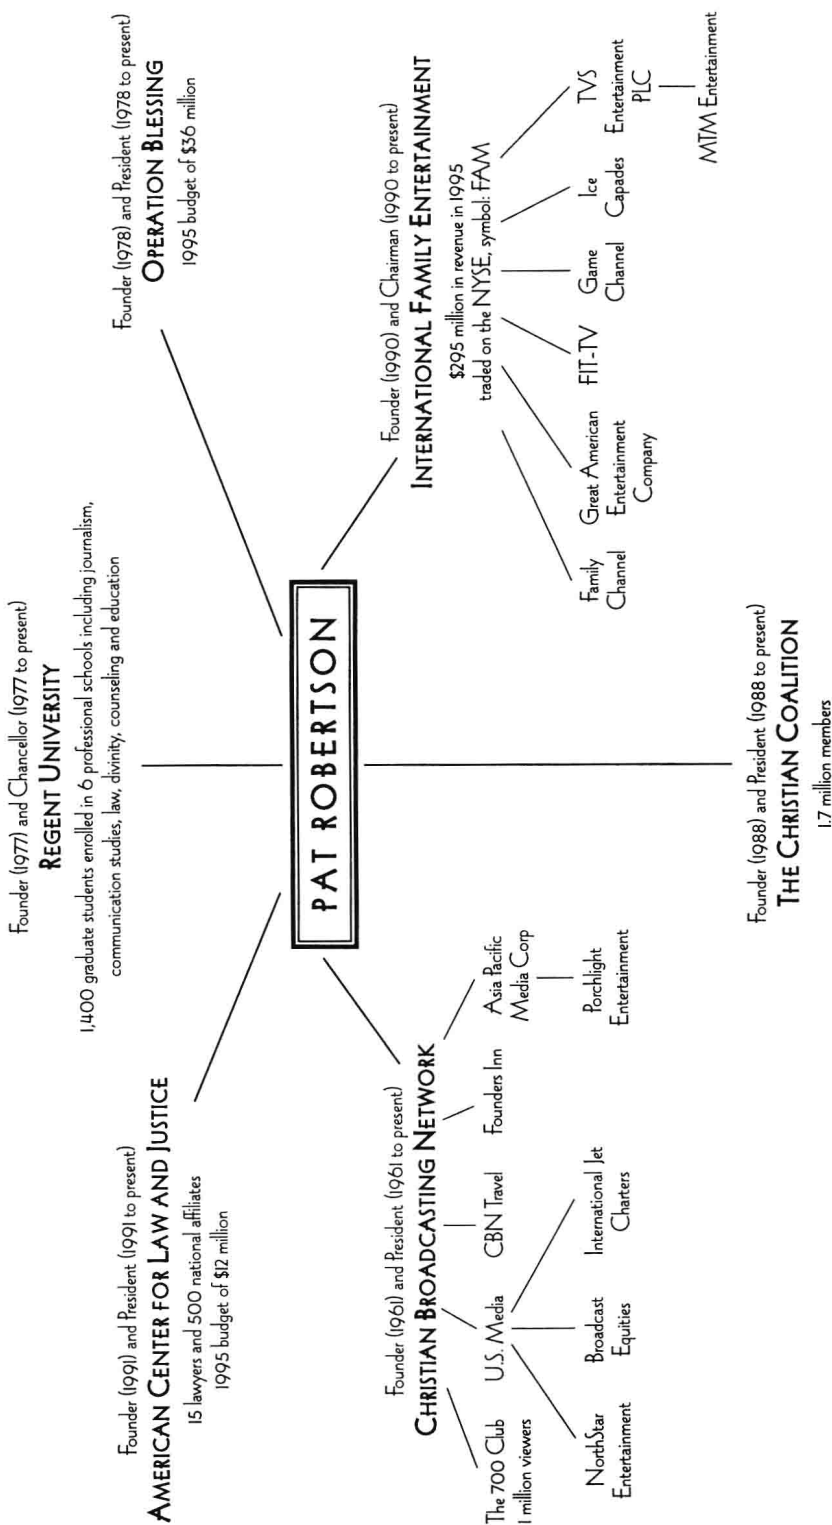 Founder (1977) and Chancellor (1977 to present)
REGENT UNIVERSITY
1,400 graduate students enrolled in 6 professional schools including journalism,
communication studies, law, divinity, counseling and education
Founder (1991) and President (1991 to present)
AMERICAN CENTER FOR LAW AND JUSTICE
15 lawyers and 500 national affiliates
1995 budget of $12 million
Founder (1978) and President (1978 to present)
OPERATION BLESSING
1995 budget of $36 million
PAT ROBERTSON
Founder (1961) and President (1961 to present)
CHRISTIAN BROADCASTING NETWORK
The 700 Club
1 million viewers
U.S. Media
CBN Travel
Founders Inn
Asia Pacific
Media Corp
NorthStar
Entertainment
Broadcast
Equities
International Jet
Charters
Porchlight
Entertainment
Founder (1990) and Chairman (1990 to present)
INTERNATIONAL FAMILY ENTERTAINMENT
$295 million in revenue in 1995
traded on the NYSE, symbol: FAM
Family
Channel
Great American
Entertainment
Company
FIT-TV
Game
Channel
Ice
Capades
TVS
Entertainment
PLC
MTM Entertainment
Founder (1988) and President (1988 to present)
THE CHRISTIAN COALITION
1.7 million members